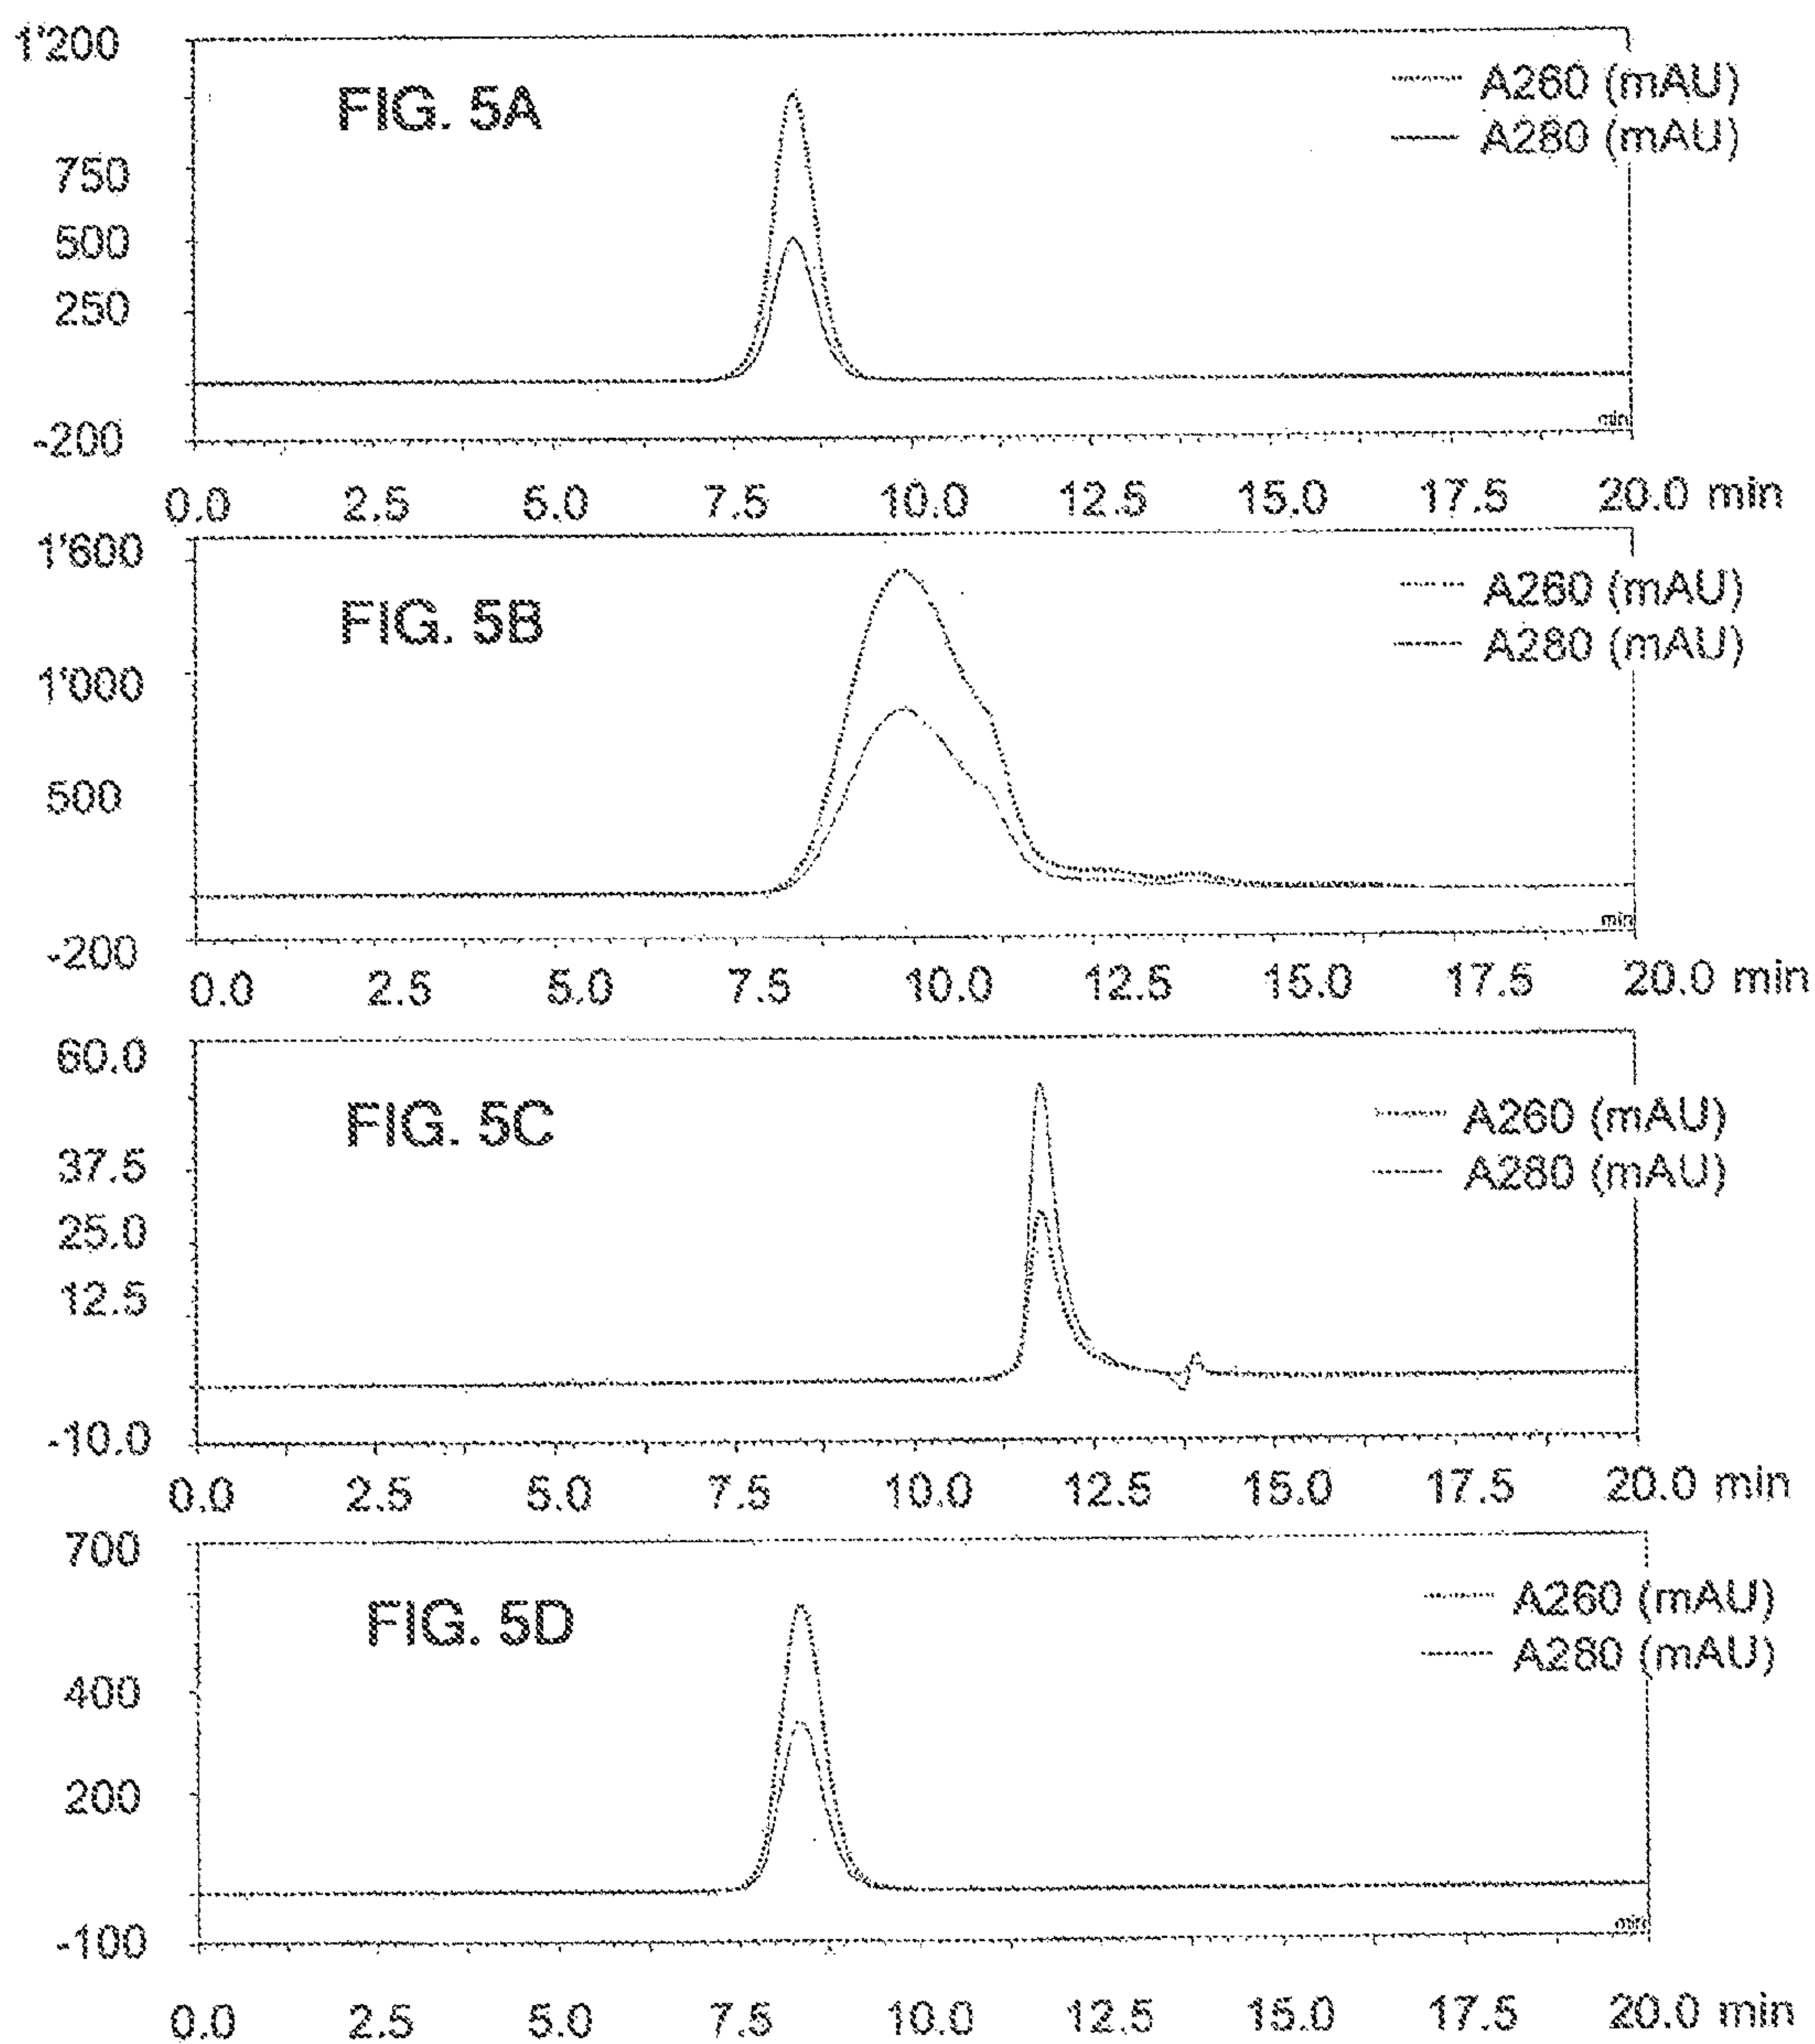 1'200
FIG. 5A
A260 (mAU)
A280 (mAU)
750
500
250
-200
min
0.0 2.5 5.0 7.5 10.0 12.5 15.0 17.5 20.0 min
1'600
FIG. 5B
A260 (mAU)
A280 (mAU)
1'000
500
-200
min
0.0 2.5 5.0 7.5 10.0 12.5 15.0 17.5 20.0 min
60.0
FIG. 5C
A260 (mAU)
A280 (mAU)
37.5
25.0
12.5
-10.0
0.0 2.5 5.0 7.5 10.0 12.5 15.0 17.5 20.0 min
700
FIG. 5D
A260 (mAU)
A280 (mAU)
400
200
-100
min
0.0 2.5 5.0 7.5 10.0 12.5 15.0 17.5 20.0 min